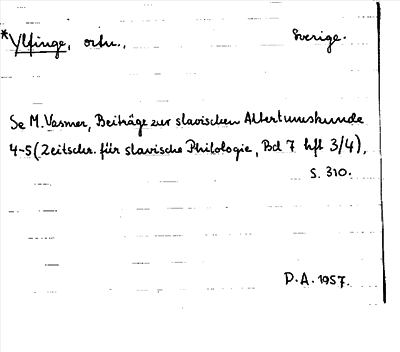 *Ylfinge, ortn., Sverige.
Se M. Vasmer, Beiträge zur slavischen Altertumskunde
4-5 (Zeitschr. für slavische Philologie, Bd 7 hft 3/4),
s. 310.
D.A. 1957.